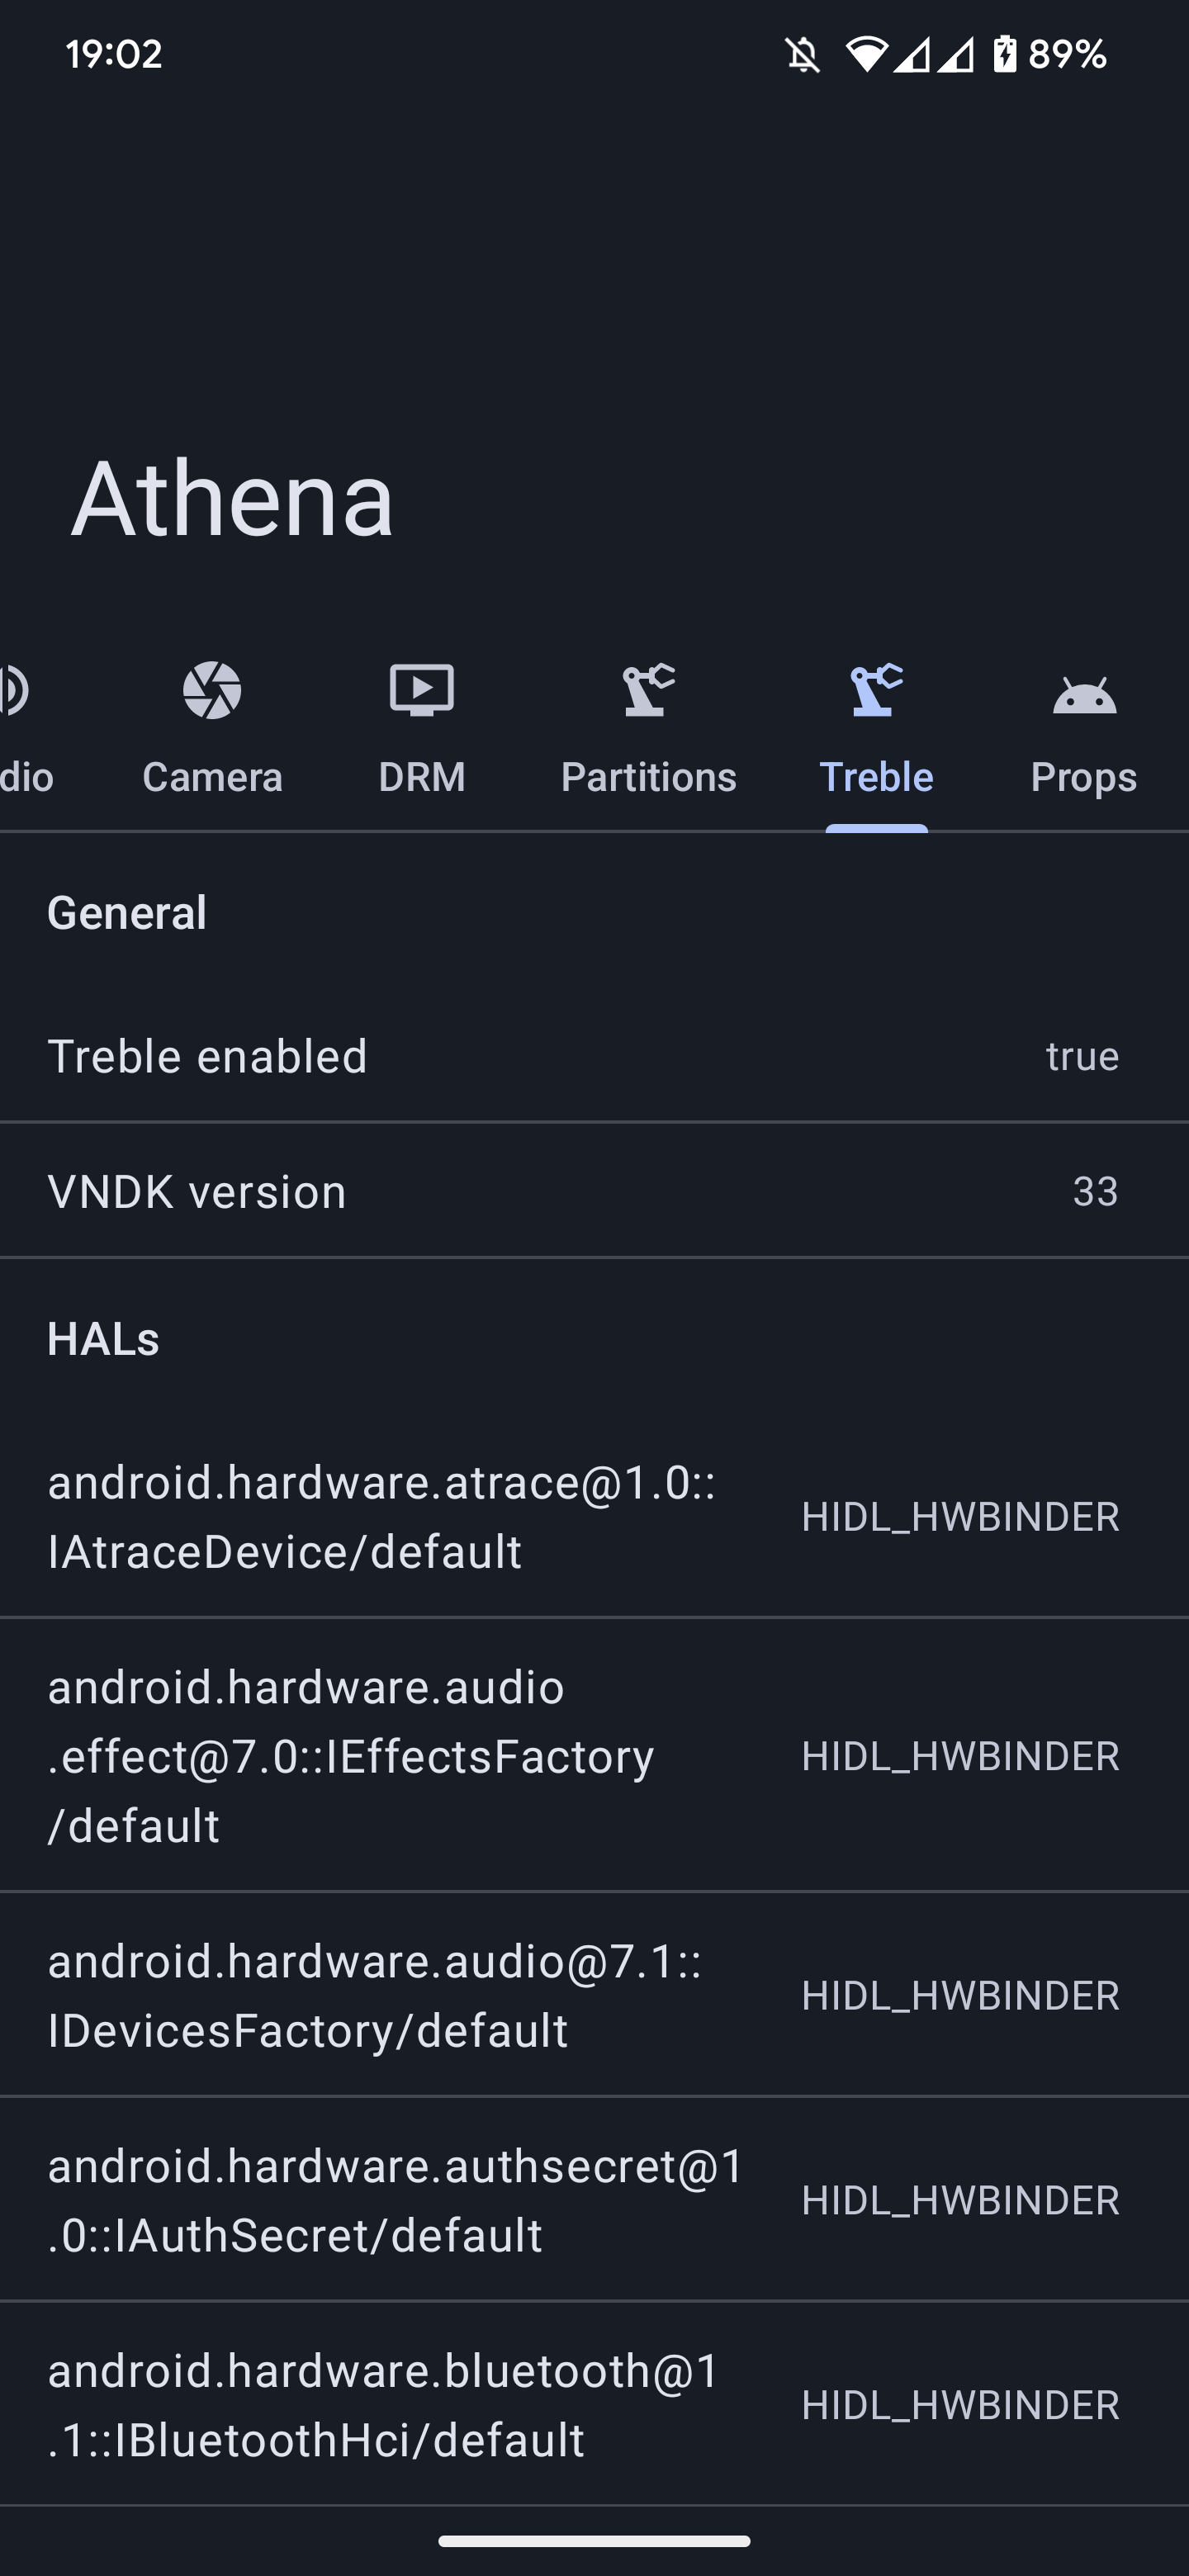 19:02
89%
Athena
dio
Camera
DRM
Partitions
Treble
Props
General
Treble enabled
true
VNDK version
33
HALs
android.hardware.atrace@1.0::
IAtraceDevice/default
HIDL_HWBINDER
android.hardware.audio
.effect@7.0::IEffectsFactory
/default
HIDL_HWBINDER
android.hardware.audio@7.1::
IDevicesFactory/default
HIDL_HWBINDER
android.hardware.authsecret@1
.0::IAuthSecret/default
HIDL_HWBINDER
android.hardware.bluetooth@1
.1::IBluetoothHci/default
HIDL_HWBINDER